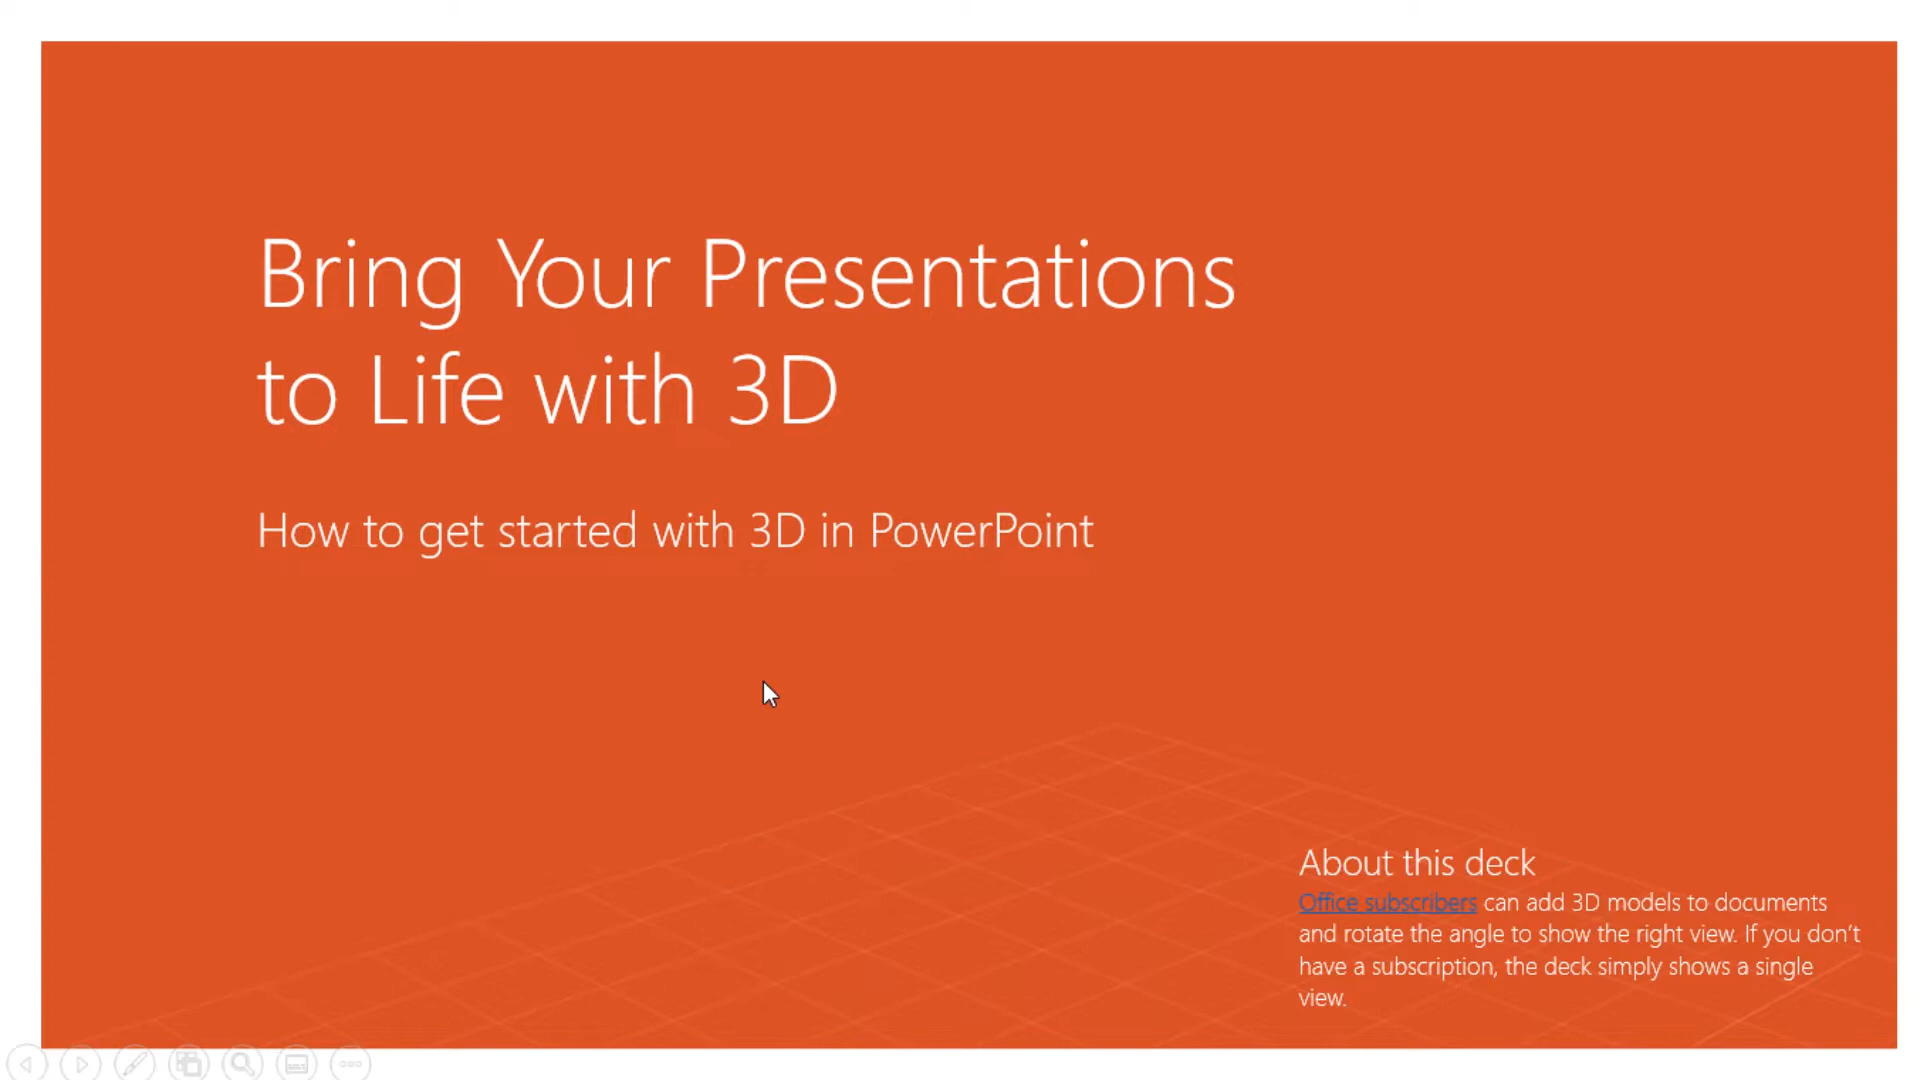 Bring Your Presentations
to Life with 3D
How to get started with 3D in PowerPoint
About this deck
Office subscribers can add 3D models to documents
and rotate the angle to show the right view. If you don’t
have a subscription, the deck simply shows a single
view.